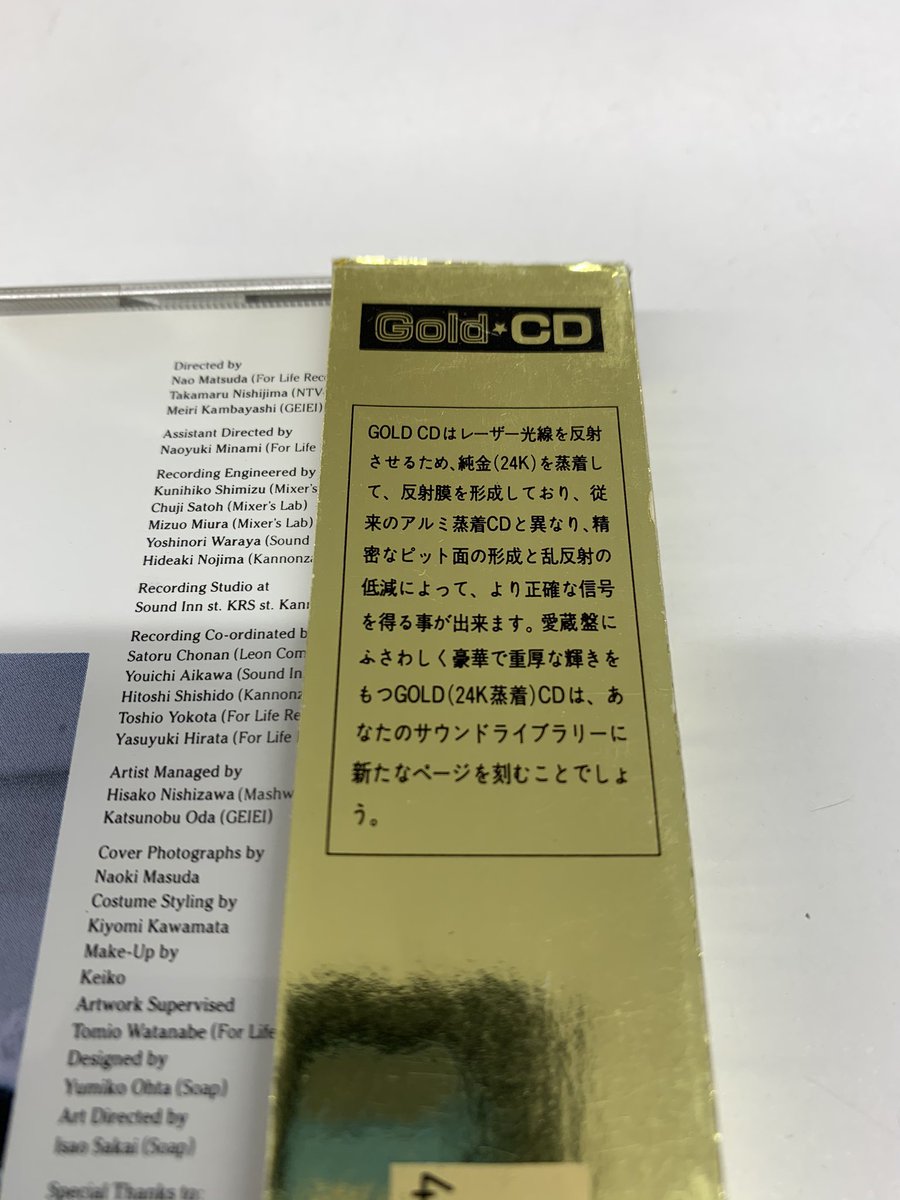 Directed by
Nao Matsuda (For Life Rec
Takamaru Nishijima (NTV-
Meiri Kambayashi (GEIEI)
Assistant Directed by
Naoyuki Minami (For Life
Recording Engineered by
Kunihiko Shimizu (Mixer's
Chuji Satoh (Mixer's Lab)
Mizuo Miura (Mixer's Lab)
Yoshinori Waraya (Sound
Hideaki Nojima (Kannonza
Recording Studio at
Sound Inn st. KRS st. Kan
Recording Co-ordinated b
Satoru Chonan (Leon Com
Youichi Aikawa (Sound In
Hitoshi Shishido (Kannonz
Toshio Yokota (For Life Re
Yasuyuki Hirata (For Life
Artist Managed by
Hisako Nishizawa (Mashw
Katsunobu Oda (GEIEI)
Cover Photographs by
Naoki Masuda
Costume Styling by
Kiyomi Kawamata
Make-Up by
Keiko
Artwork Supervised
Tomio Watanabe (For Life
Designed by
Yumiko Ohta (Soap)
Art Directed by
Isao Sakai (Soap)
Special Thanks to:
Gold★CD
GOLD CDはレーザー光線を反射
させるため、純金(24K)を蒸着し
て、反射膜を形成しており、従
来のアルミ蒸着CDと異なり、精
密なピット面の形成と乱反射の
低減によって、より正確な信号
を得る事が出来ます。愛蔵盤に
ふさわしく豪華で重厚な輝きを
もつGOLD(24K蒸着)CDは、あ
なたのサウンドライブラリーに
新たなページを刻むことでしょ
う。
4